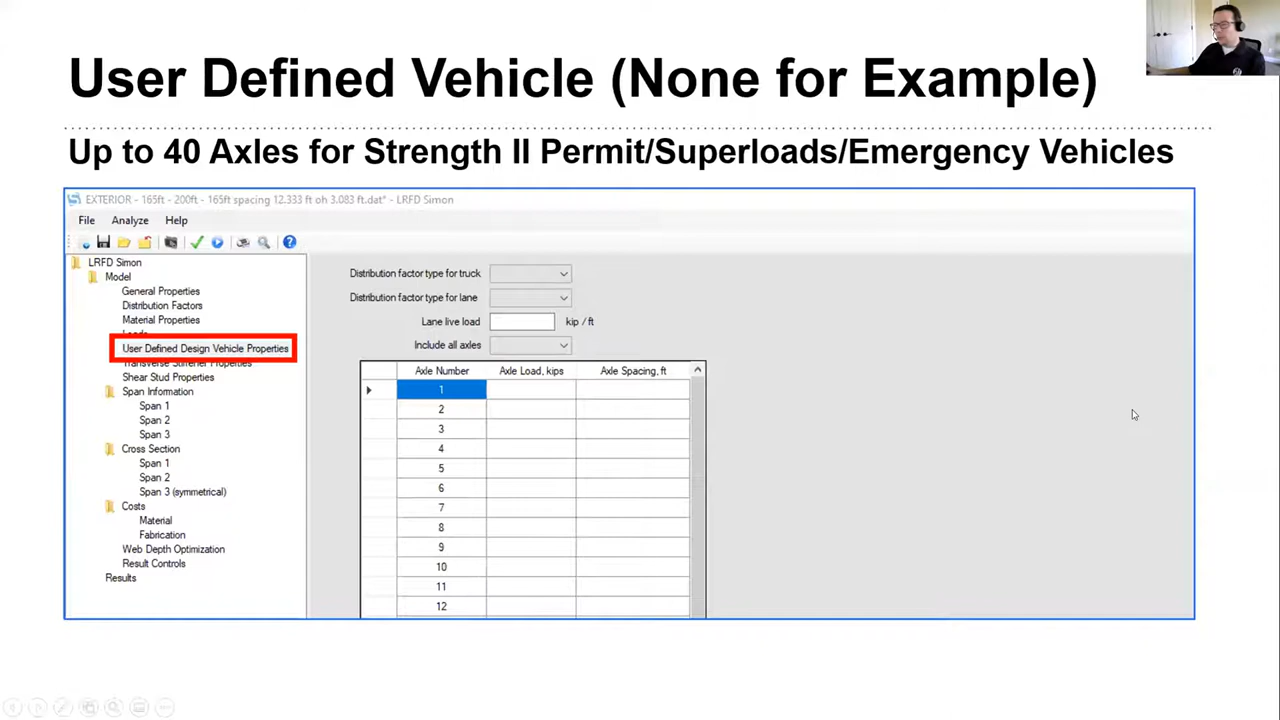 User Defined Vehicle (None for Example)
Up to 40 Axles for Strength II Permit/Superloads/Emergency Vehicles
EXTERIOR - 165ft - 200ft - 165ft spacing 12.333 ft oh 3.083 ft.dat* - LRFD Simon
File Analyze Help
LRFD Simon
Model
General Properties
Distribution Factors
Material Properties
Loads
User Defined Design Vehicle Properties
Transverse Stiffener Properties
Shear Stud Properties
Span Information
Span 1
Span 2
Span 3
Cross Section
Span 1
Span 2
Span 3 (symmetrical)
Costs
Material
Fabrication
Web Depth Optimization
Result Controls
Results
Distribution factor type for truck
Distribution factor type for lane
Lane live load kip / ft
Include all axles
Axle Number Axle Load, kips Axle Spacing, ft
1
2
3
4
5
6
7
8
9
10
11
12